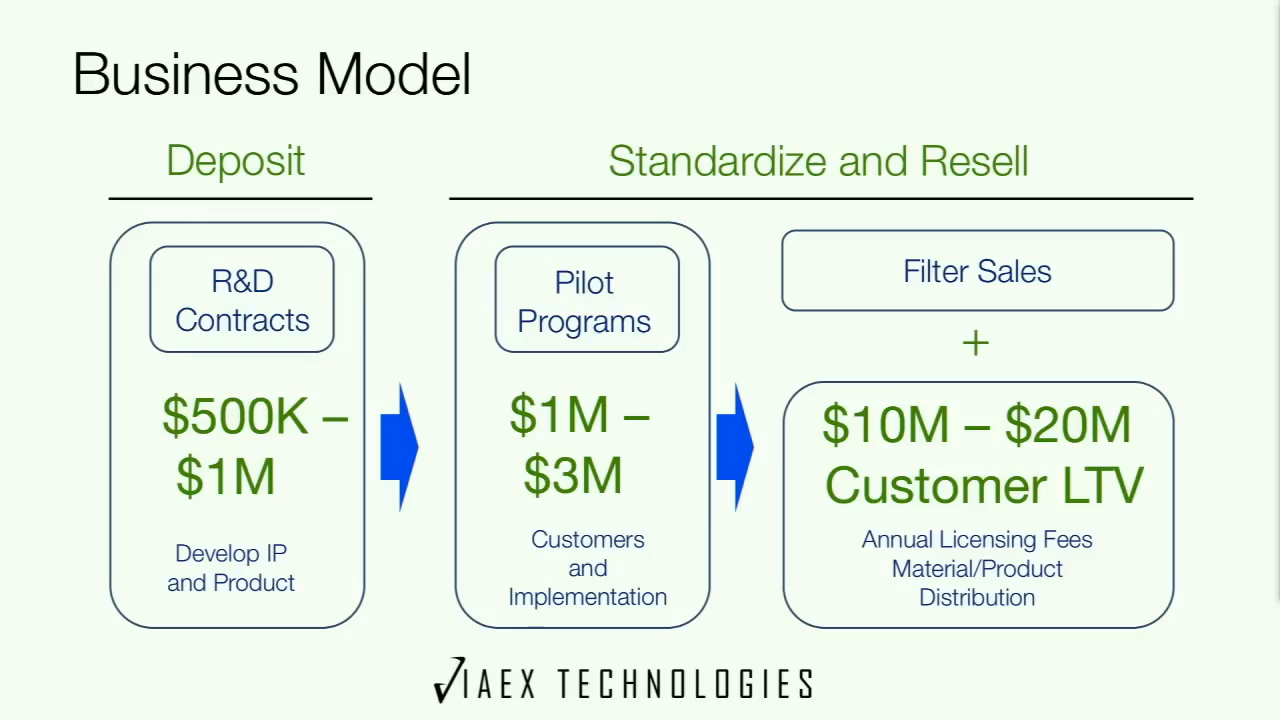 Business Model
Deposit
Standardize and Resell
R&D
Contracts
$500K –
$1M
Develop IP
and Product
Pilot
Programs
$1M –
$3M
Customers
and
Implementation
Filter Sales
+
$10M – $20M
Customer LTV
Annual Licensing Fees
Material/Product
Distribution
VIAEX TECHNOLOGIES